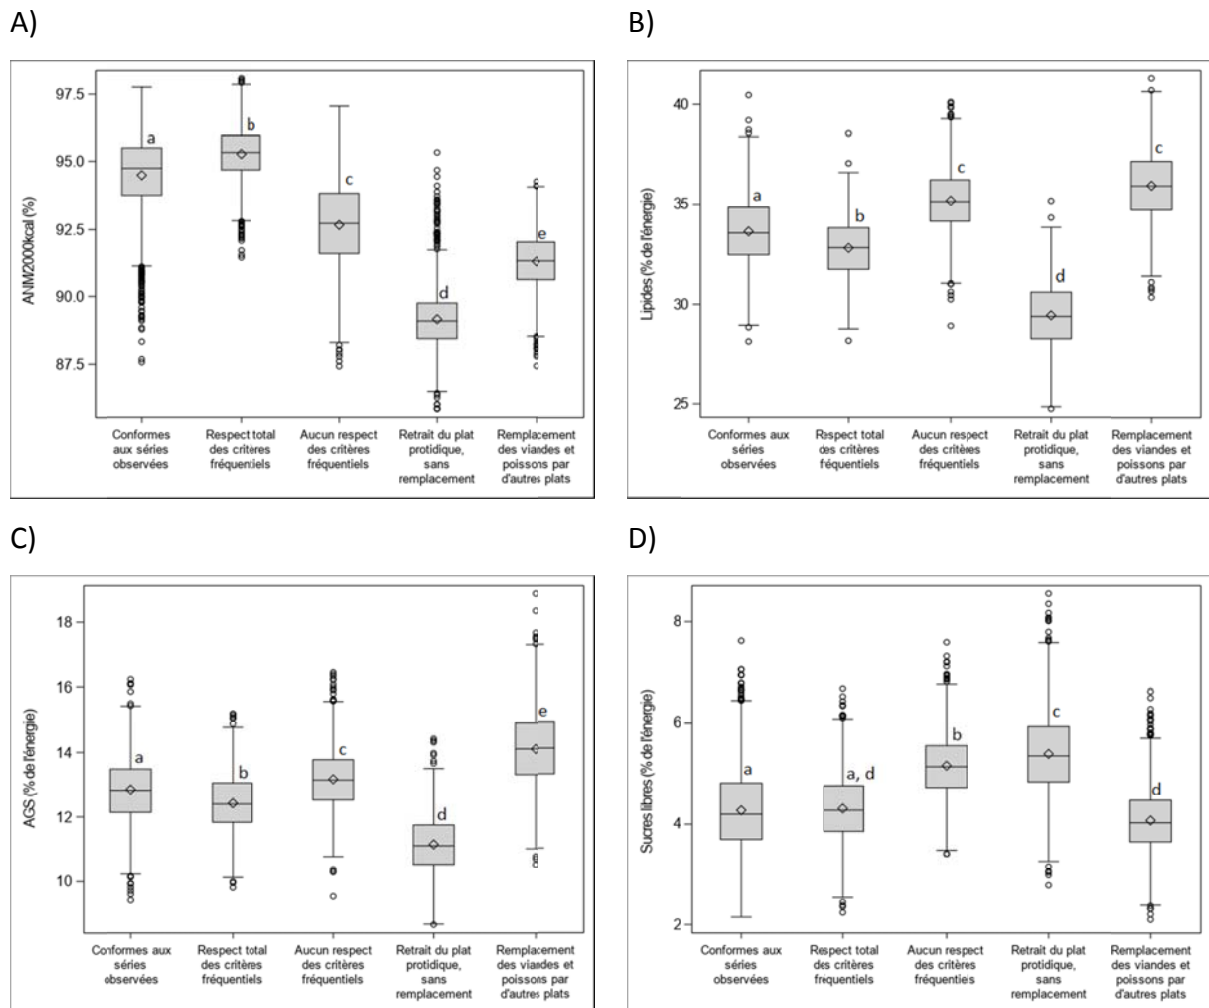 A)
B)
ANM/2000kcal (%)
97.5
95.0
92.5
90.0
87.5
a
b
c
d
e
Conformes
aux séries
observées
Respect total
des critères
fréquentiels
Aucun respect
des critères
fréquentiels
Retrait du plat
protidique,
sans
remplacement
Remplacement
des viandes et
poissons par
d'autres plats
Lipides (% de l'énergie)
40
35
30
25
a
b
c
d
c
Conformes aux
séries
observées
Respect total
des critères
féquentiels
Aucun respect
des critères
fréquentiels
Retrait du plat
protidique,
sans
remplacement
Remplacement
des viandes et
poissons par
d'autres plats
C)
D)
AGS (% de l'énergie)
18
16
14
12
10
a
b
c
d
e
Conformes aux
séries
observées
Respect total
des critères
fréquentiels
Aucun respect
des critères
fréquentiels
Retrait du plat
protidique,
sans
remplacement
Remplacement
des viandes et
poissons par
d'autres plats
Sucres libres (% de l'énergie)
8
6
4
2
a
a, d
b
c
d
Conformes aux
séries
observées
Respect total
des critères
fréquentiels
Aucun respect
des critères
fréquentiels
Retrait du plat
protidique,
sans
remplacement
Remplacement
des viandes et
poissons par
d'autres plats